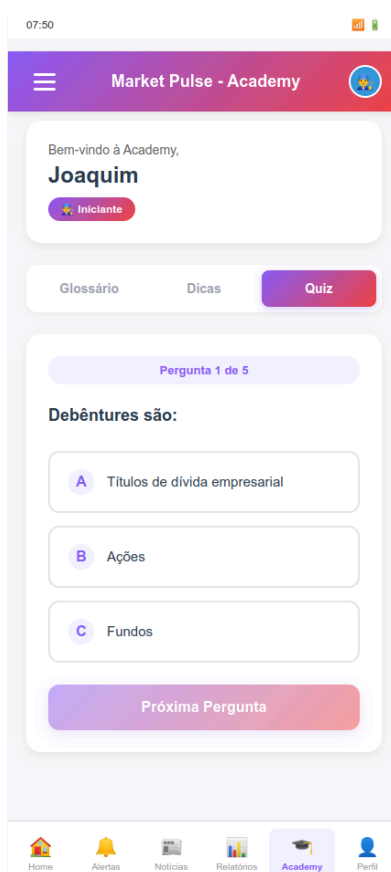 07:50
Market Pulse - Academy
Bem-vindo à Academy,
Joaquim
Iniciante
Glossário
Dicas
Quiz
Pergunta 1 de 5
Debêntures são:
A Títulos de dívida empresarial
B Ações
C Fundos
Próxima Pergunta
Home
Alertas
Notícias
Relatórios
Academy
Perfil